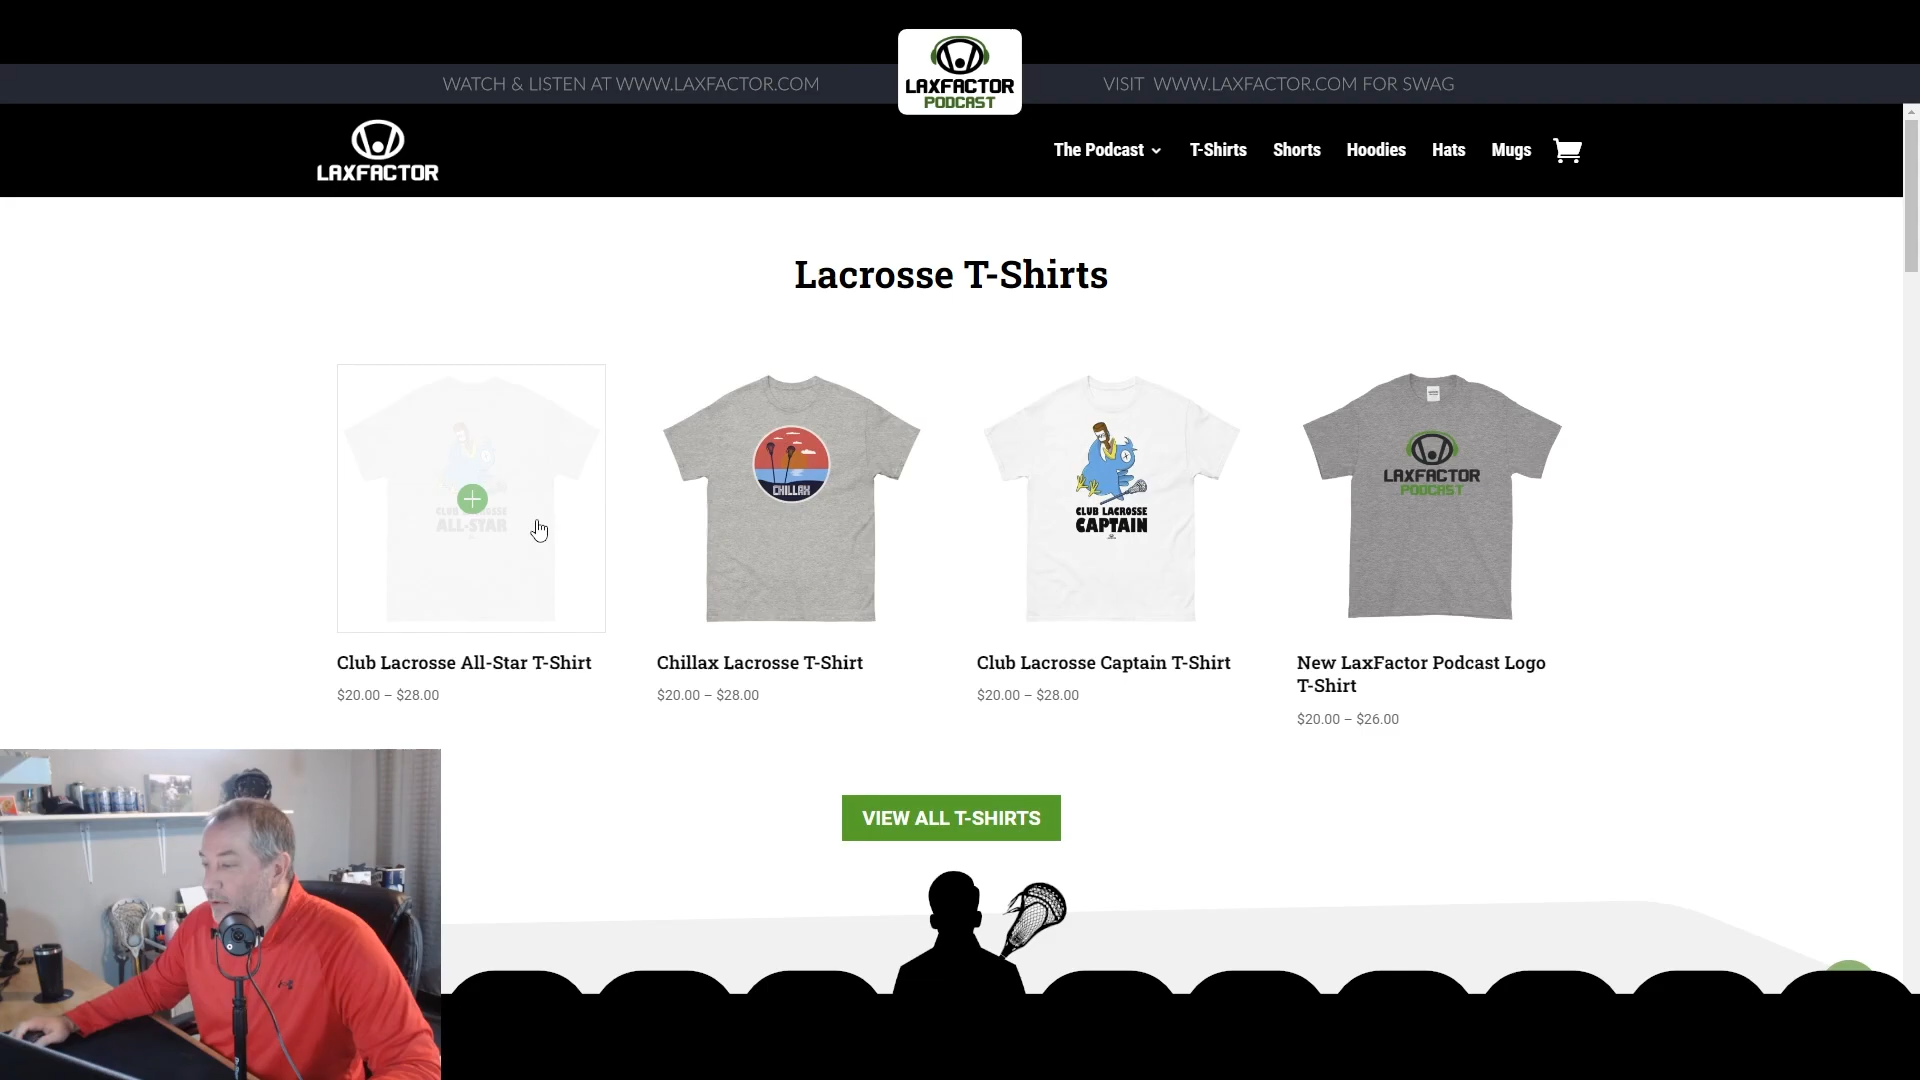 WATCH & LISTEN AT WWW.LAXFACTOR.COM
LAXFACTOR
PODCAST
VISIT WWW.LAXFACTOR.COM FOR SWAG
LAXFACTOR
The Podcast
T-Shirts
Shorts
Hoodies
Hats
Mugs
Lacrosse T-Shirts
CLUB LACROSSE
ALL-STAR
CHILLAX
CLUB LACROSSE
CAPTAIN
LAXFACTOR
PODCAST
Club Lacrosse All-Star T-Shirt
$20.00 – $28.00
Chillax Lacrosse T-Shirt
$20.00 – $28.00
Club Lacrosse Captain T-Shirt
$20.00 – $28.00
New LaxFactor Podcast Logo
T-Shirt
$20.00 – $26.00
VIEW ALL T-SHIRTS